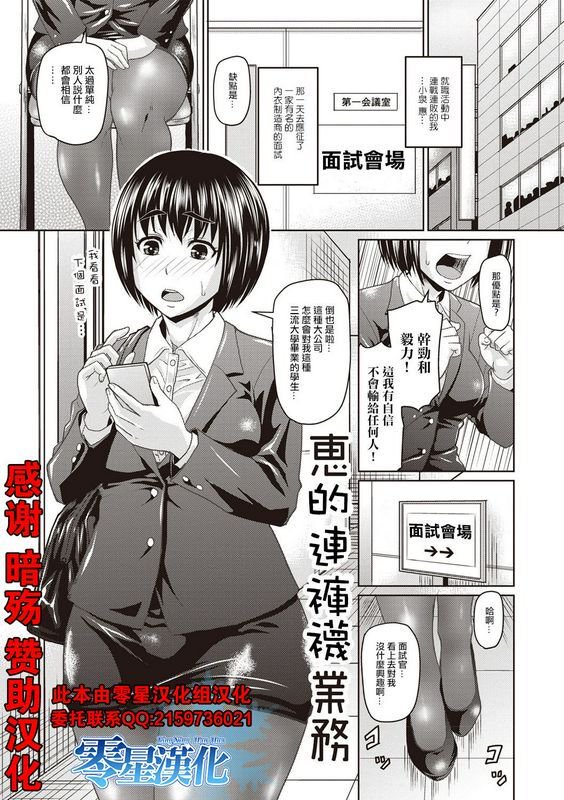 就職活動中
連戰連敗的我
小泉 惠…
第一会議室
面試會場
那一天去應征了
一家有名的
內衣制造商的面試
缺點是…
太過單純…
別人説什麼
都會相信
那優點是?
幹勁和
毅力!
這我有自信
不會輸給任何人!
面試會場
→→
哈啊…
面試官…
看上去對我
沒什麼
興趣啊…
倒也是啦…
這種大公司
怎麼會對我這種
三流大學畢業的學生…
我看看
下個面試是…
恵的連褲襪業務
感谢 暗殇 赞助汉化
此本由零星汉化组汉化
委托联系QQ:2159736021
零星漢化